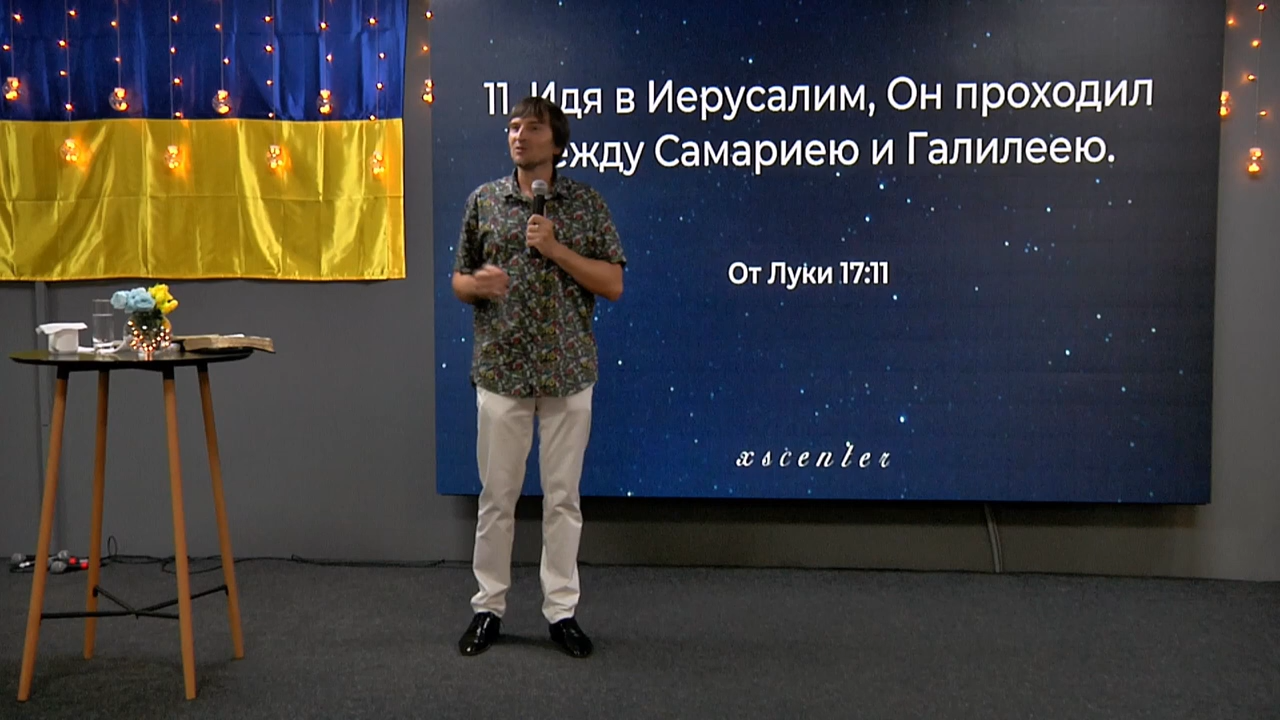 11. Идя в Иерусалим, Он проходил
Самариею и Галилеею.
От Луки 17:11
xscenter